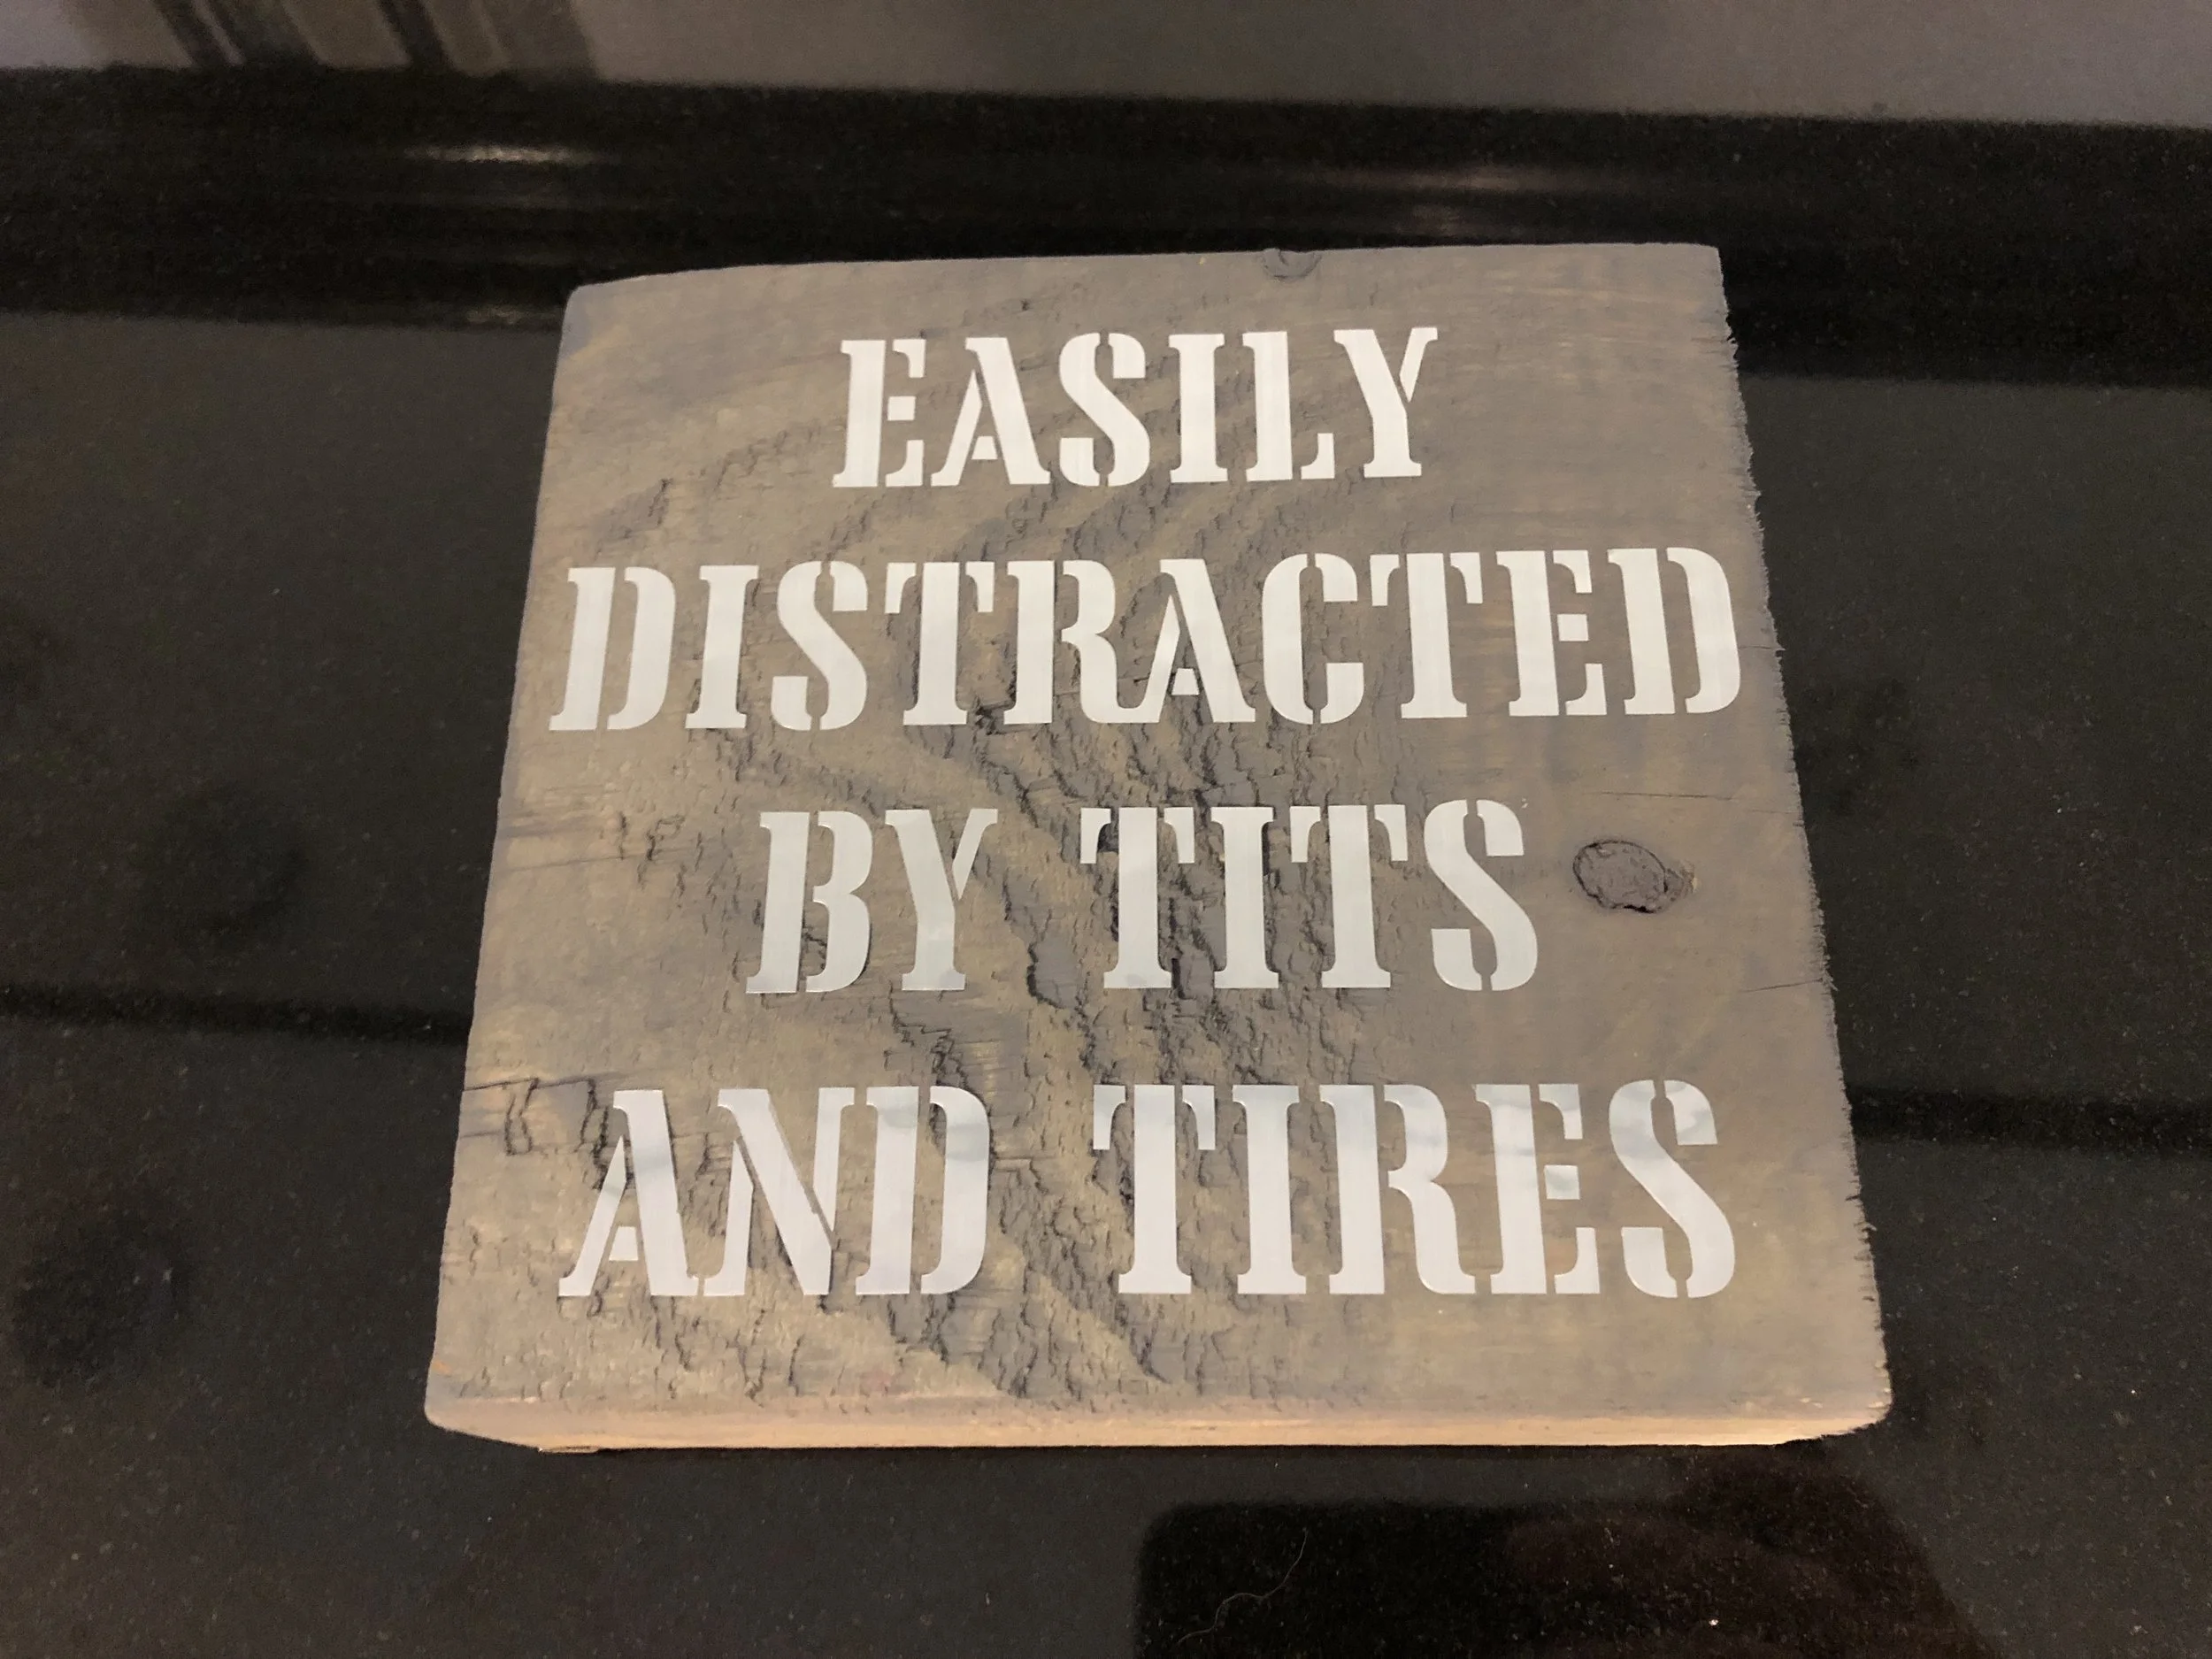 EASILY
DISTRACTED
BY TITS
AND TIRES